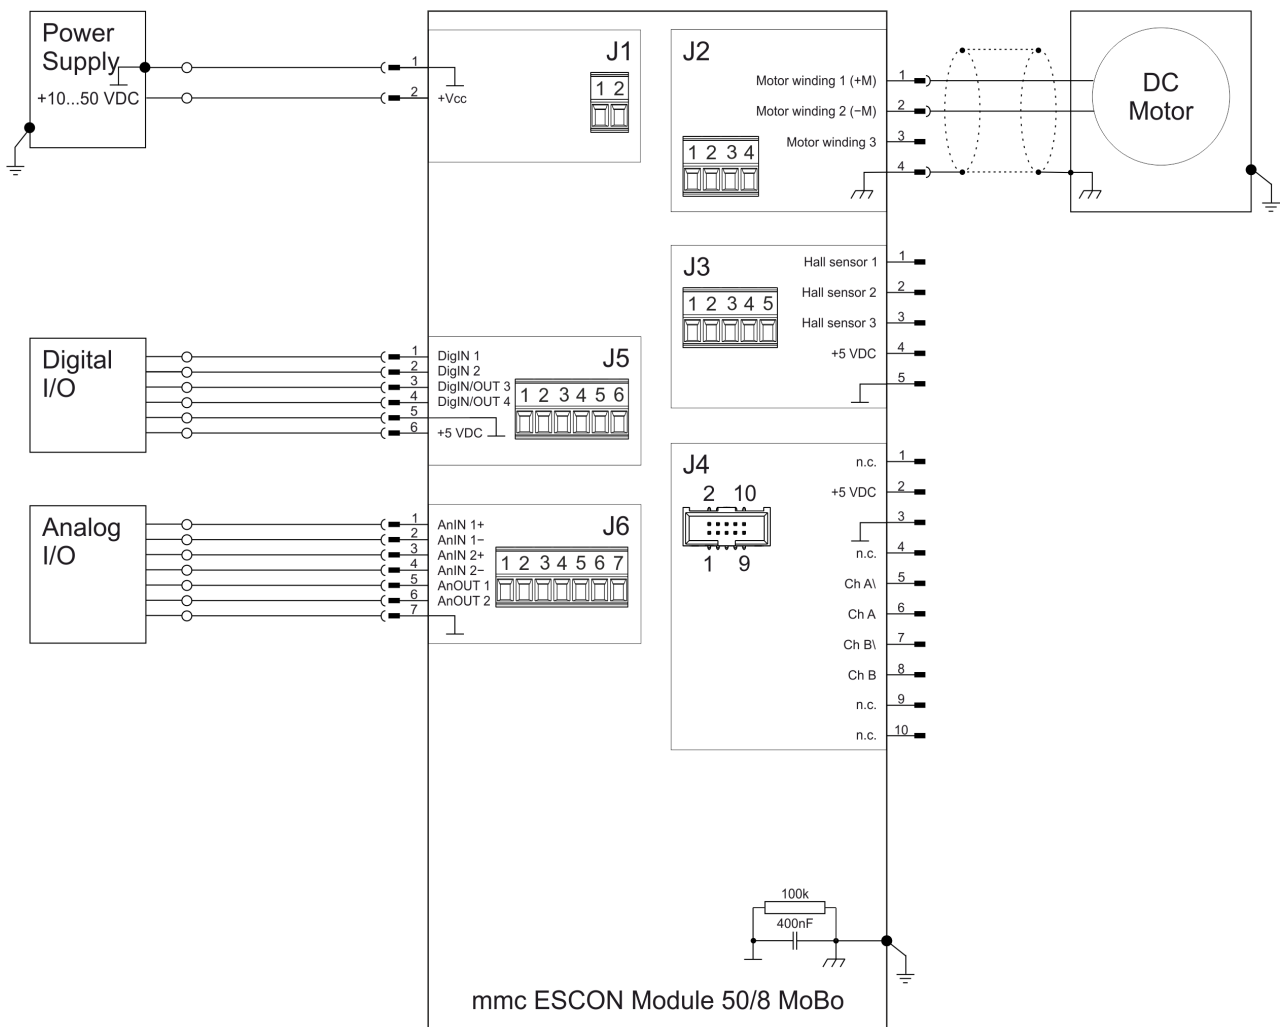 Power
Supply
+10...50 VDC
1
2
+Vcc
J1
1 2
J2
1 2 3 4
Motor winding 1 (+M)
1
Motor winding 2 (−M)
2
Motor winding 3
3
4
DC
Motor
J3
1 2 3 4 5
Hall sensor 1
1
Hall sensor 2
2
Hall sensor 3
3
+5 VDC
4
5
Digital
I/O
1
DigIN 1
2
DigIN 2
3
DigIN/OUT 3
4
DigIN/OUT 4
5
6
+5 VDC
J5
1 2 3 4 5 6
J4
2 10
1 9
n.c.
1
+5 VDC
2
3
n.c.
4
Ch A\
5
Ch A
6
Ch B\
7
Ch B
8
n.c.
9
n.c.
10
Analog
I/O
1
AnIN 1+
2
AnIN 1−
3
AnIN 2+
4
AnIN 2−
5
AnOUT 1
6
AnOUT 2
7
J6
1 2 3 4 5 6 7
100k
400nF
mmc ESCON Module 50/8 MoBo